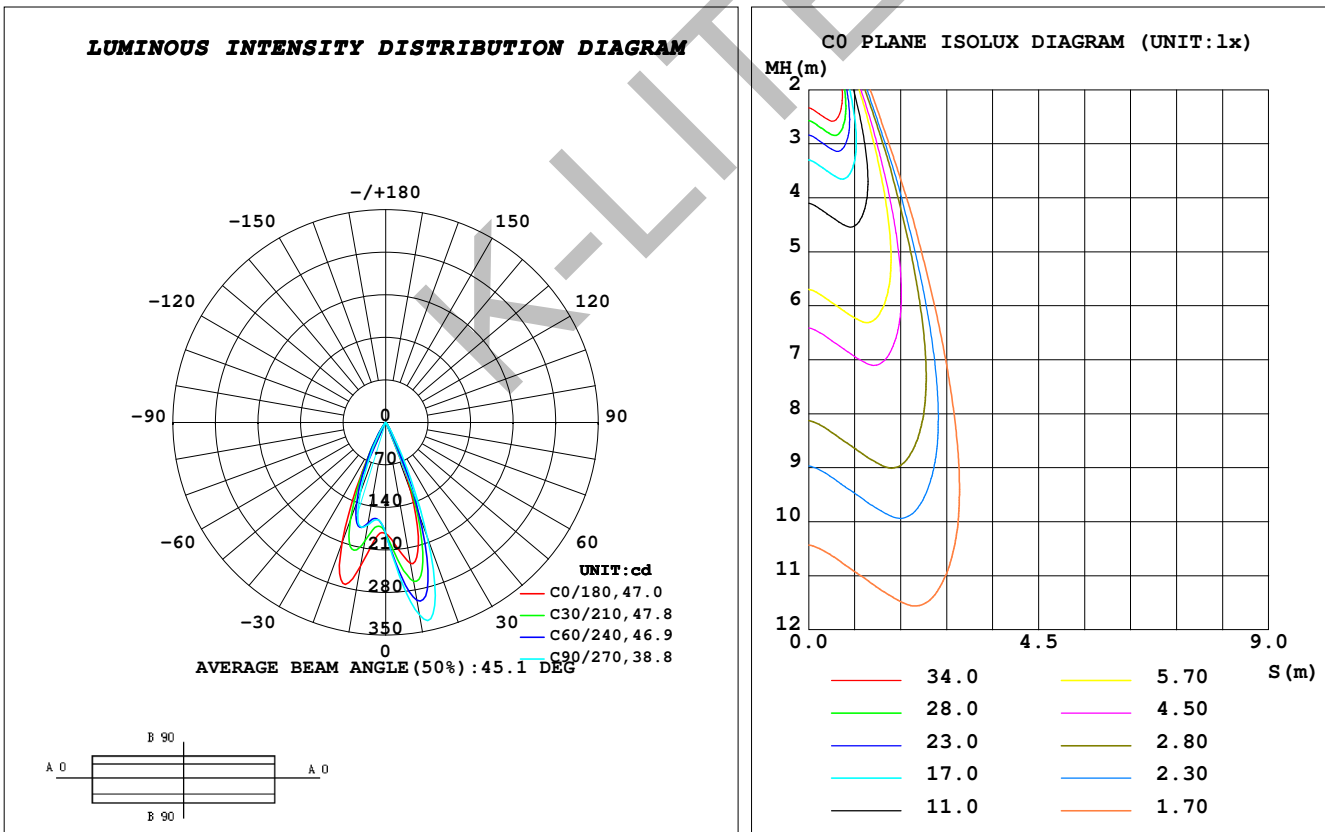 LUMINOUS INTENSITY DISTRIBUTION DIAGRAM
-/+180
-150 150
-120 120
-90 0 90
70
140
-60 210 60
280
-30 350 30
0
UNIT:cd
C0/180,47.0
C30/210,47.8
C60/240,46.9
C90/270,38.8
AVERAGE BEAM ANGLE(50%):45.1 DEG
B 90
A 0 A 0
B 90
K-LITE
C0 PLANE ISOLUX DIAGRAM (UNIT:lx)
MH(m)
2
3
4
5
6
7
8
9
10
11
12
0.0 4.5 9.0
S(m)
34.0 5.70
28.0 4.50
23.0 2.80
17.0 2.30
11.0 1.70